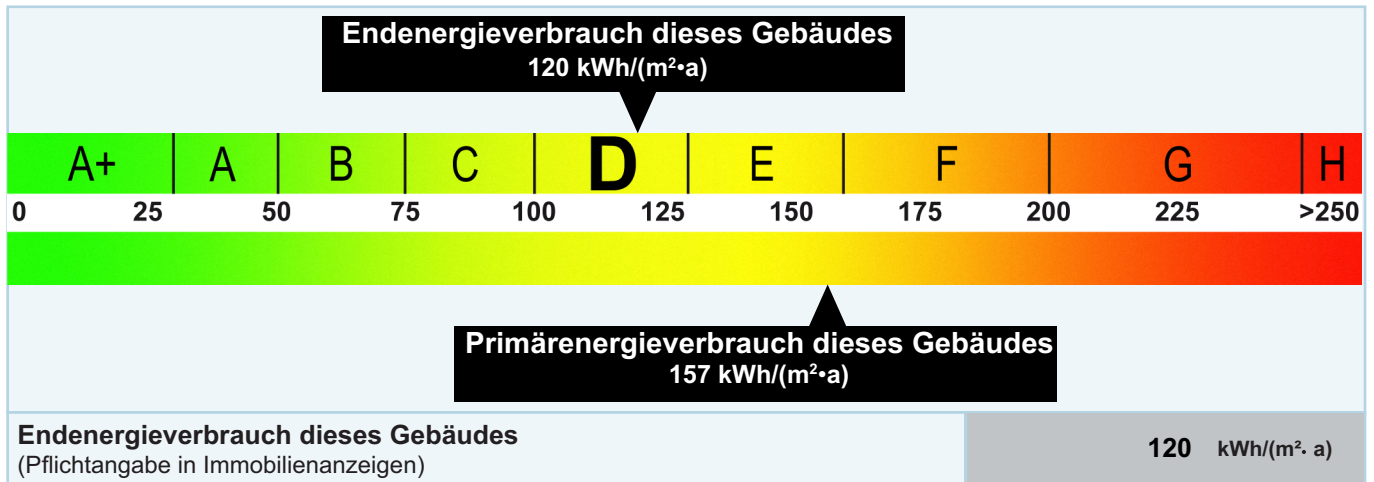 Endenergieverbrauch dieses Gebäudes
120 kWh/(m²•a)
A+ A B C D E F G H
0 25 50 75 100 125 150 175 200 225 >250
Primärenergieverbrauch dieses Gebäudes
157 kWh/(m²•a)
Endenergieverbrauch dieses Gebäudes
(Pflichtangabe in Immobilienanzeigen)
120 kWh/(m²· a)